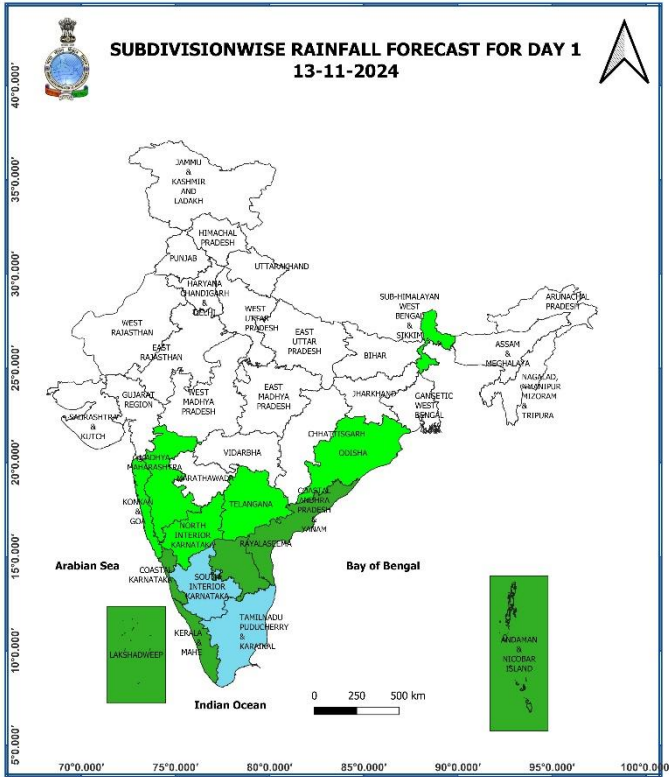 SUBDIVISIONWISE RAINFALL FORECAST FOR DAY 1
13-11-2024
40°0.000'
35°0.000'
30°0.000'
25°0.000'
20°0.000'
15°0.000'
10°0.000'
5°0.000'
JAMMU
&
KASHMIR
AND
LADAKH
HIMACHAL
PRADESH
PUNJAB
UTTARAKHAND
HARYANA
CHANDIGARH
&
DELHI
WEST
RAJASTHAN
EAST
RAJASTHAN
WEST
UTTAR
PRADESH
EAST
UTTAR
PRADESH
SUB-HIMALAYAN
WEST
BENGAL
&
SIKKIM
ARUNACHAL
PRADESH
ASSAM
&
MEGHALAYA
NAGALAD,
MANIPUR
MIZORAM
&
TRIPURA
BIHAR
JHARKHAND
GANGETIC
WEST
BENGAL
GUJARAT
REGION
SAURASHTRA
&
KUTCH
WEST
MADHYA
PRADESH
EAST
MADHYA
PRADESH
CHHATTISGARH
ODISHA
VIDARBHA
MADHYA
MAHARASHTRA
MARATHAWADA
KONKAN
&
GOA
TELANGANA
COASTAL
ANDHRA
PRADESH
&
YANAM
NORTH
INTERIOR
KARNATAKA
RAYALASEEMA
Arabian Sea
COASTAL
KARNATAKA
SOUTH
INTERIOR
KARNATAKA
Bay of Bengal
TAMILNADU
PUDUCHERRY
&
KARAIKAL
KERALA
&
MAHE
LAKSHADWEEP
ANDAMAN
&
NICOBAR
ISLAND
Indian Ocean
0 250 500 km
70°0.000' 75°0.000' 80°0.000' 85°0.000' 90°0.000' 95°0.000' 100°0.000'